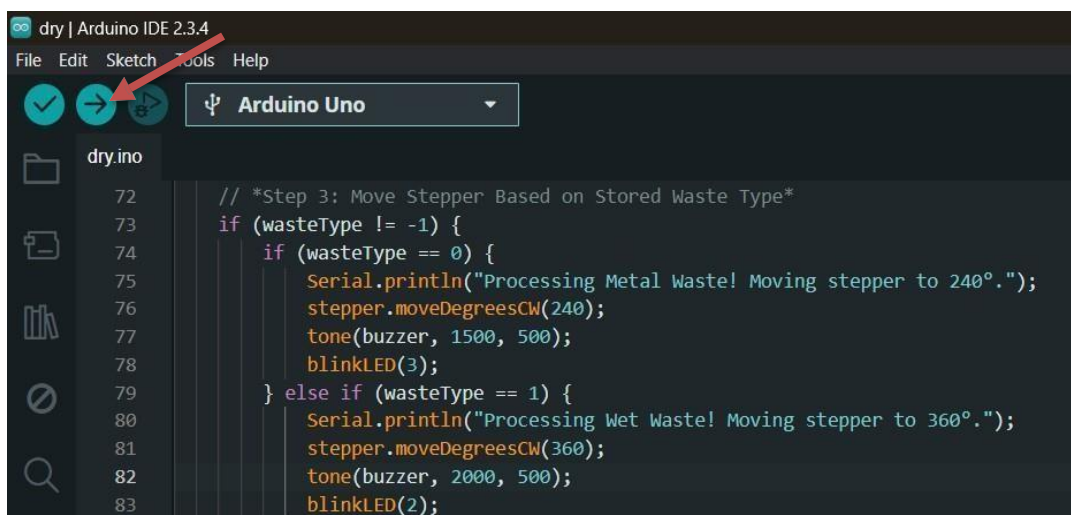 dry | Arduino IDE 2.3.4
File Edit Sketch Tools Help
Arduino Uno
dry.ino
72 // *Step 3: Move Stepper Based on Stored Waste Type*
73 if (wasteType != -1) {
74 if (wasteType == 0) {
75 Serial.println("Processing Metal Waste! Moving stepper to 240°.");
76 stepper.moveDegreesCW(240);
77 tone(buzzer, 1500, 500);
78 blinkLED(3);
79 } else if (wasteType == 1) {
80 Serial.println("Processing Wet Waste! Moving stepper to 360°.");
81 stepper.moveDegreesCW(360);
82 tone(buzzer, 2000, 500);
83 blinkLED(2);